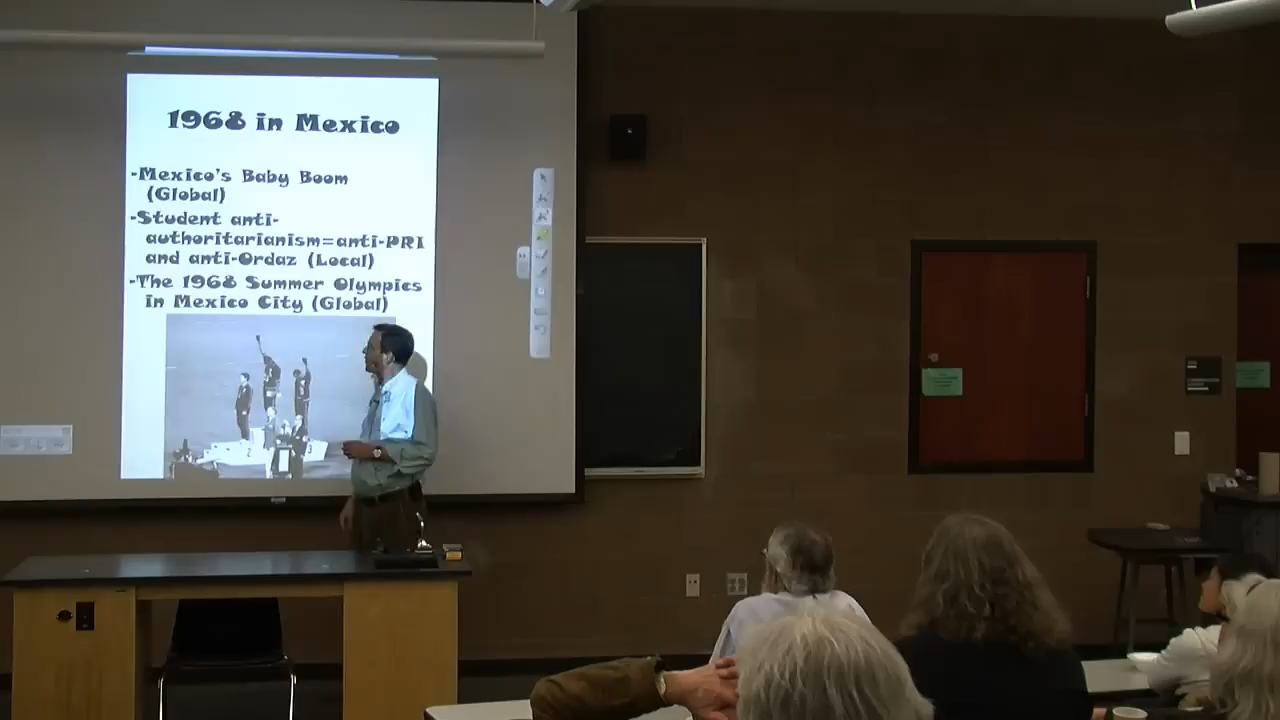 1968 in Mexico
-Mexico's Baby Boom
(Global)
-Student anti-
authoritarianism=anti-PRI
and anti-Ordaz (Local)
-The 1968 Summer Olympics
in Mexico City (Global)